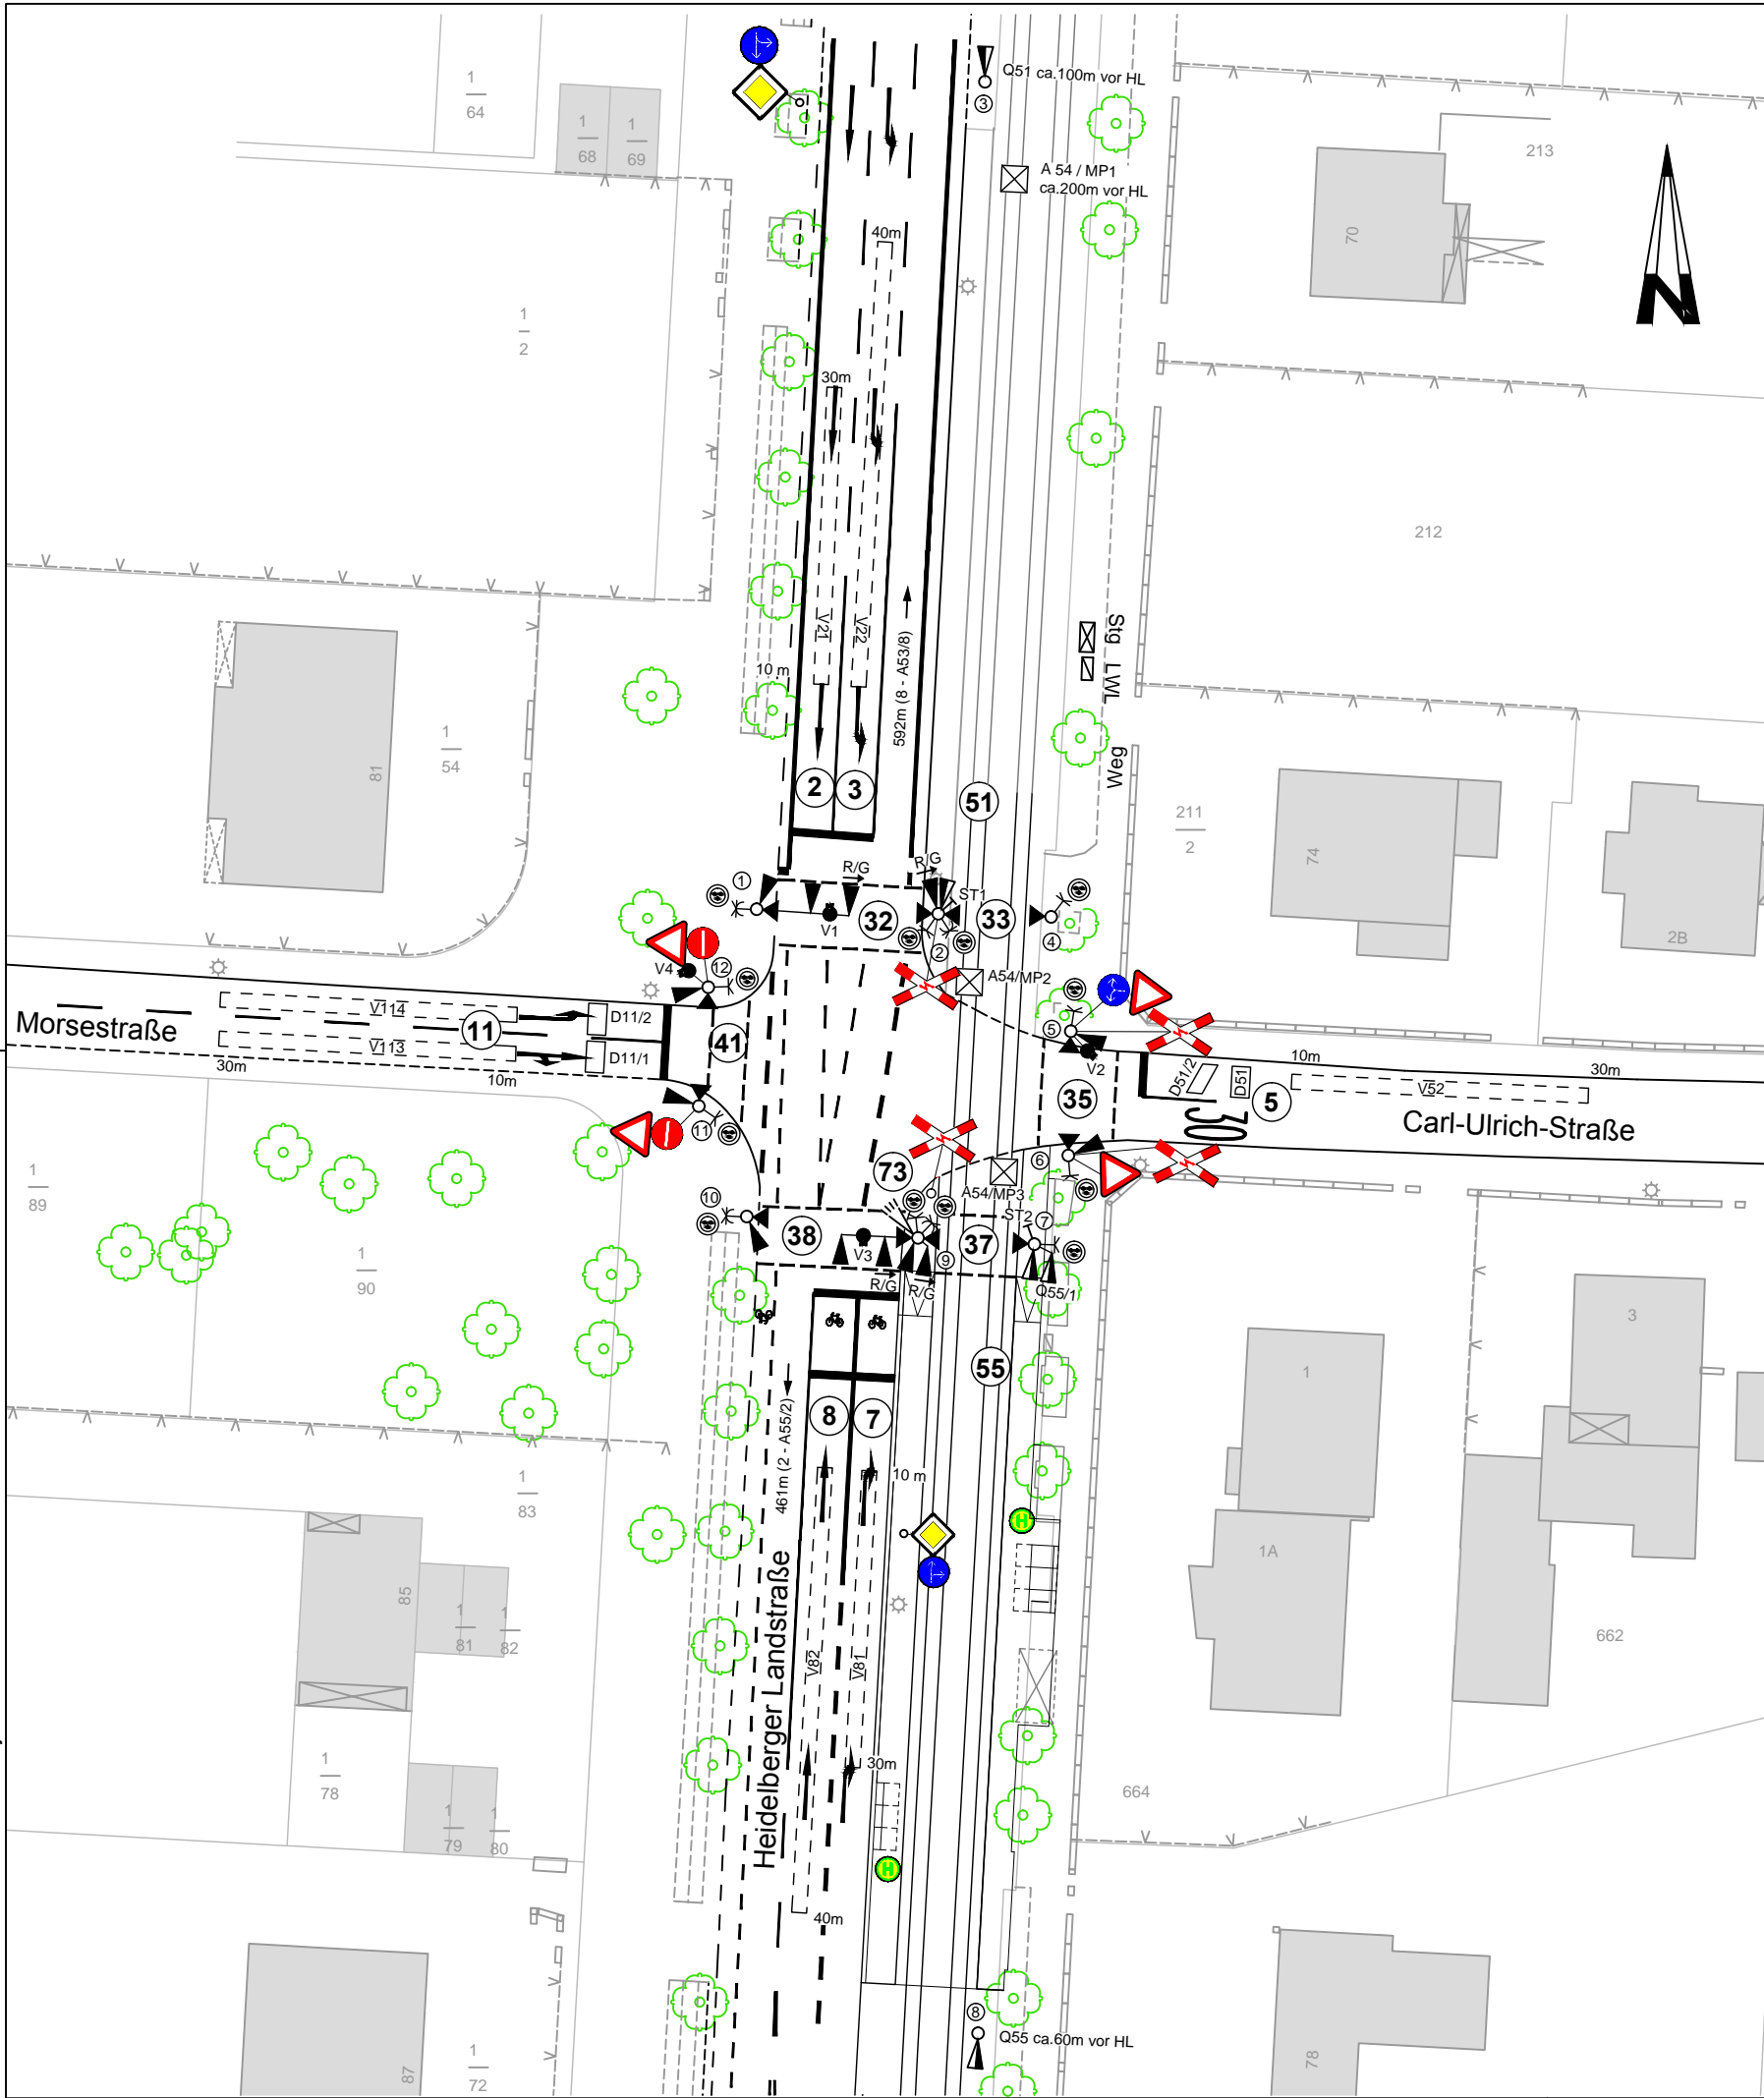 Q51 ca.100m vor HL
3
A 54 / MP1
ca.200m vor HL
1
64
1
68
1
69
213
70
N
40m
1
2
30m
212
V21
V22
592m (8 - A53/8)
Stg LWL
10 m
Weg
1
54
81
2
3
51
211
2
74
2B
R/G
R/G
1
ST1
32
33
V1
2
4
V4
12
A54/MP2
5
Morsestraße
V114
D11/2
11
V113
D11/1
41
30m
10m
V2
10m
30m
D51/2
D51
5
V52
35
30
Carl-Ulrich-Straße
11
6
73
A54/MP3
1
89
10
ST2
7
38
V3
37
9
R/G
R/G
Q55/1
1
90
3
1
55
461m (2 - A55/2)
8
7
10 m
1
83
H
1A
85
1
81
1
82
Heidelberger Landstraße
V82
V81
662
30m
1
78
664
1
79
1
80
H
40m
8
Q55 ca.60m vor HL
1
72
87
78